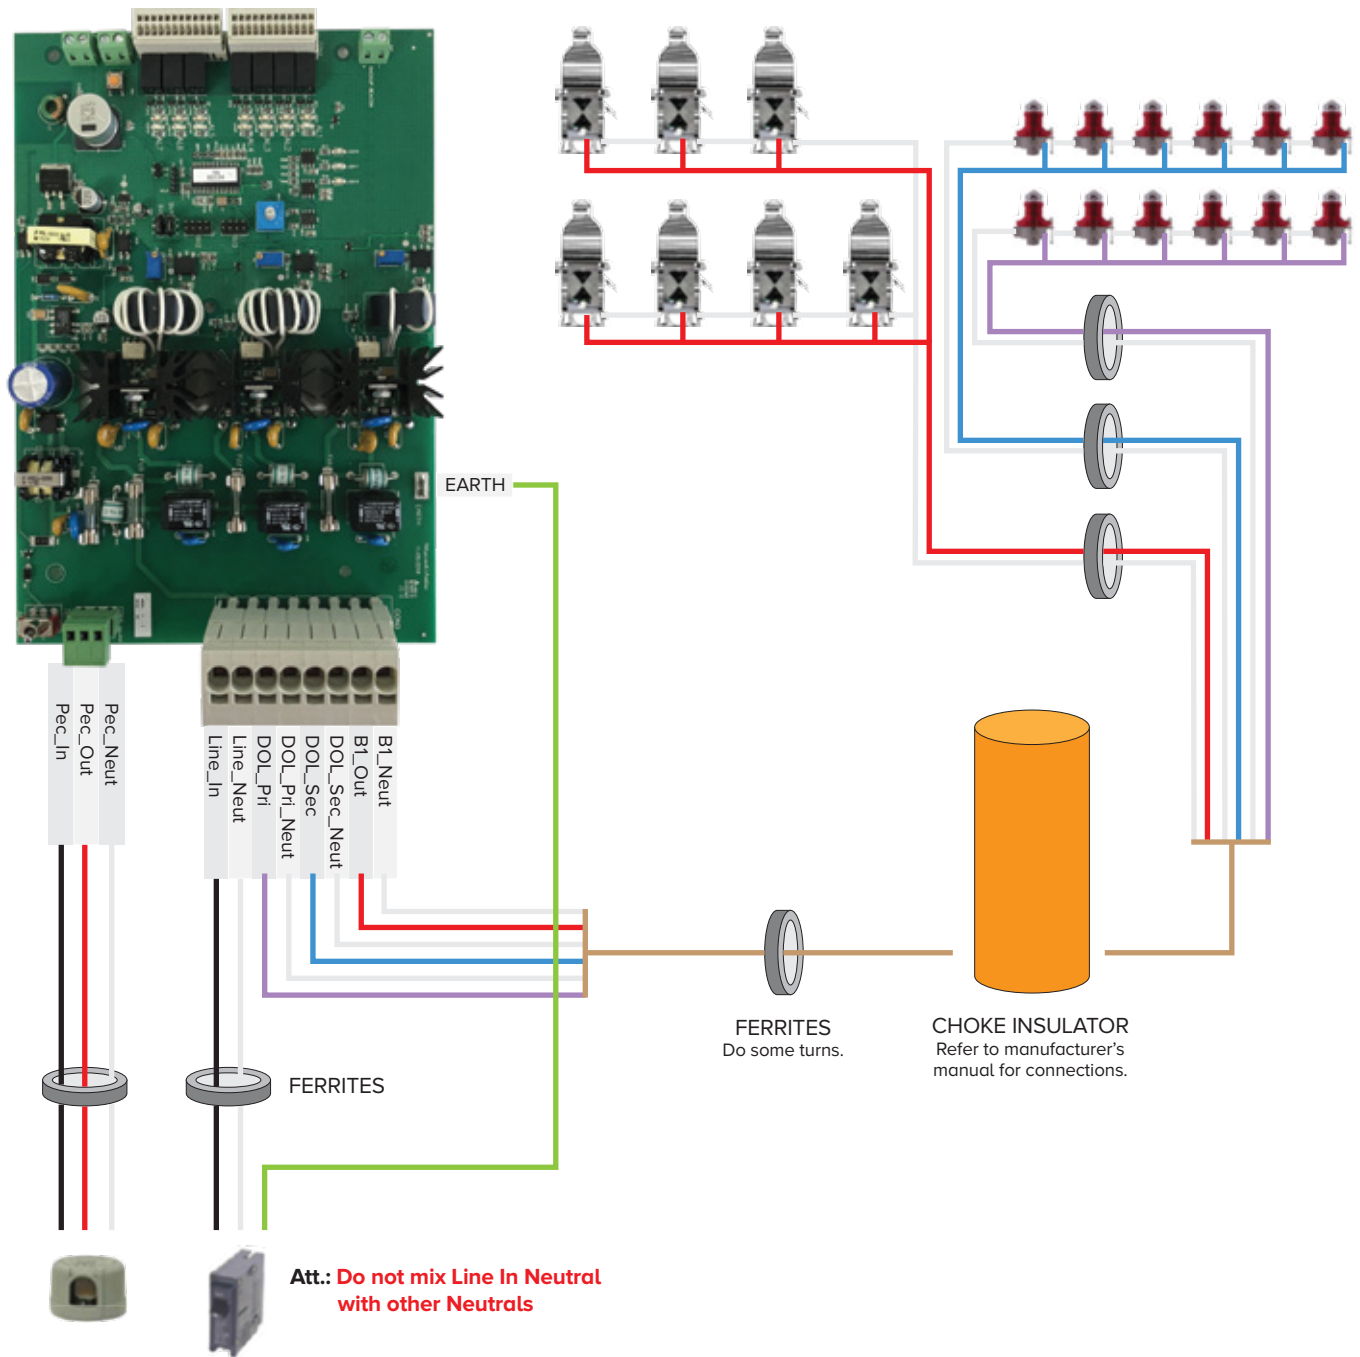 EARTH
Pec_In
Pec_Out
Pec_Neut
Line_In
Line_Neut
DOL_Pri
DOL_Pri_Neut
DOL_Sec
DOL_Sec_Neut
B1_Out
B1_Neut
FERRITES
Do some turns.
CHOKE INSULATOR
Refer to manufacturer's
manual for connections.
FERRITES
Att.: Do not mix Line In Neutral
with other Neutrals